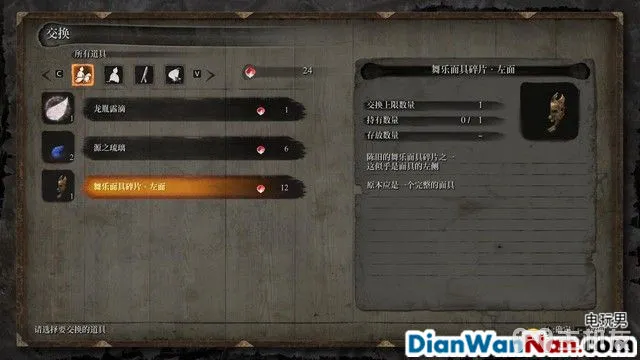 交换
所有道具
C
V
24
龙胤露滴 1
1
源之琉璃 6
2
舞乐面具碎片·左面 12
1
舞乐面具碎片·左面
交换上限数量 1
持有数量 0 / 1
存放数量 -
陈旧的舞乐面具碎片之一
这似乎是面具的左侧
原本应是一个完整的面具
请选择要交换的道具
电玩男
DianWanNan.com